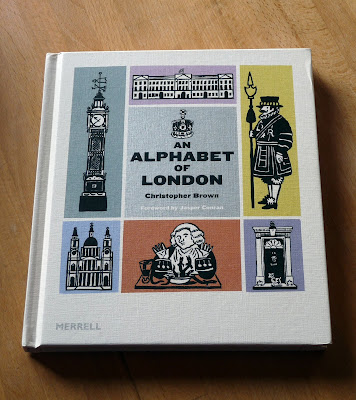 AN
ALPHABET
OF
LONDON
Christopher Brown
Foreword by Jasper Conran
MERRELL